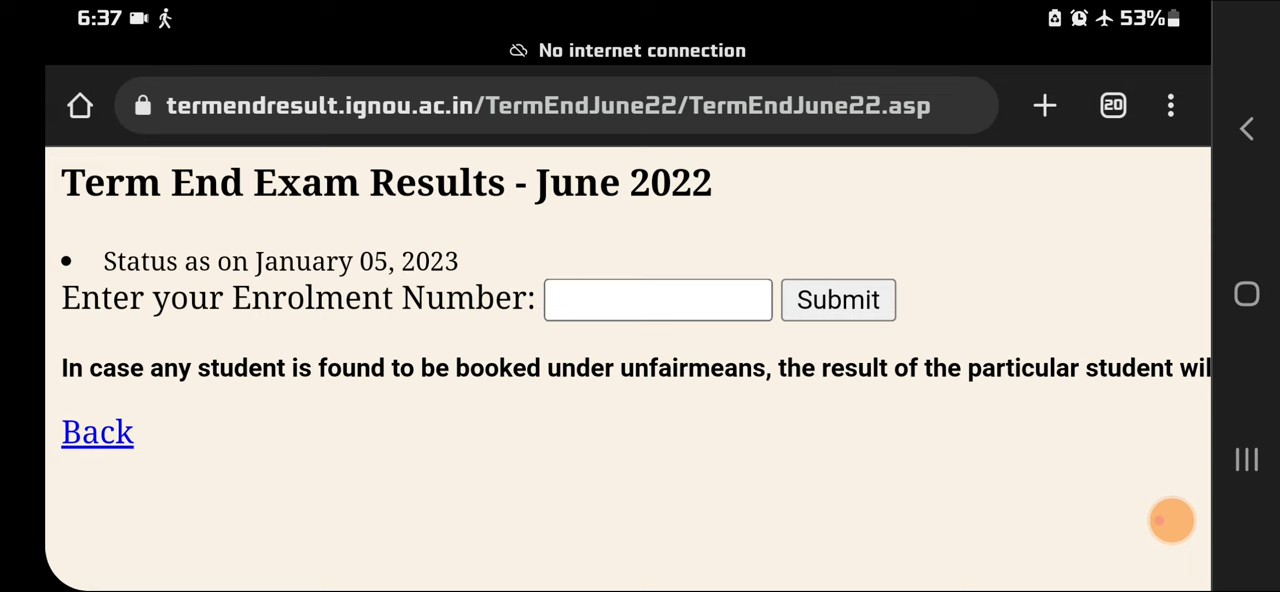 6:37 53%
No internet connection
termendresult.ignou.ac.in/TermEndJune22/TermEndJune22.asp 20
Term End Exam Results - June 2022
• Status as on January 05, 2023
Enter your Enrolment Number: Submit
In case any student is found to be booked under unfairmeans, the result of the particular student wil
Back